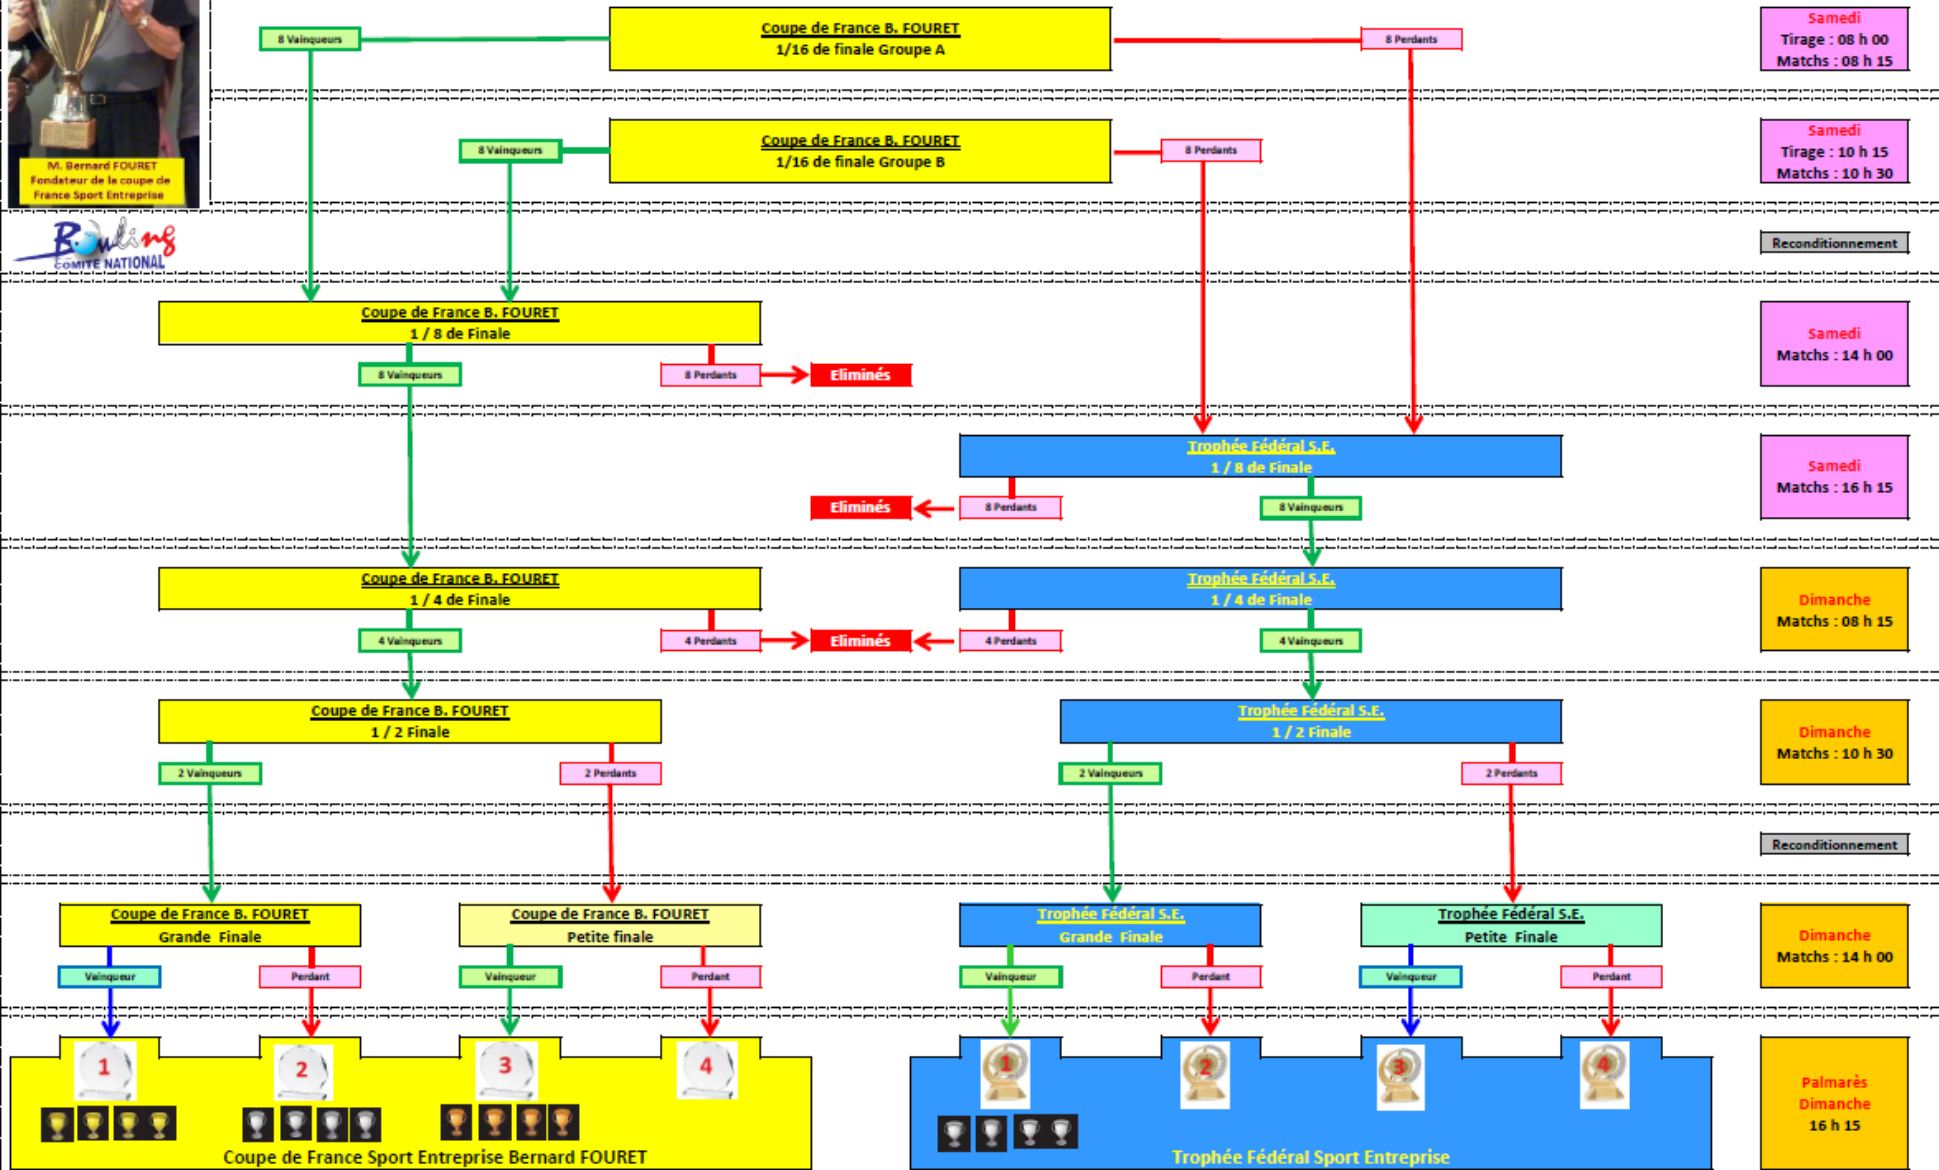 8 Vainqueurs
Coupe de France B. FOURET
1/16 de finale Groupe A
8 Perdants
Samedi
Tirage : 08 h 00
Matchs : 08 h 15
M. Bernard FOURET
Fondateur de la coupe de
France Sport Entreprise
8 Vainqueurs
Coupe de France B. FOURET
1/16 de finale Groupe B
8 Perdants
Samedi
Tirage : 10 h 15
Matchs : 10 h 30
Bowling
COMITÉ NATIONAL
Reconditionnement
Coupe de France B. FOURET
1 / 8 de Finale
8 Vainqueurs
8 Perdants
Eliminés
Samedi
Matchs : 14 h 00
Trophée Fédéral S.E.
1 / 8 de Finale
Eliminés
8 Perdants
8 Vainqueurs
Samedi
Matchs : 16 h 15
Coupe de France B. FOURET
1 / 4 de Finale
4 Vainqueurs
4 Perdants
Eliminés
Trophée Fédéral S.E.
1 / 4 de Finale
4 Perdants
4 Vainqueurs
Dimanche
Matchs : 08 h 15
Coupe de France B. FOURET
1 / 2 Finale
2 Vainqueurs
2 Perdants
Trophée Fédéral S.E.
1 / 2 Finale
2 Vainqueurs
2 Perdants
Dimanche
Matchs : 10 h 30
Reconditionnement
Coupe de France B. FOURET
Grande Finale
Vainqueur
Perdant
Coupe de France B. FOURET
Petite finale
Vainqueur
Perdant
Trophée Fédéral S.E.
Grande Finale
Vainqueur
Perdant
Trophée Fédéral S.E.
Petite Finale
Vainqueur
Perdant
Dimanche
Matchs : 14 h 00
1
2
3
4
Coupe de France Sport Entreprise Bernard FOURET
1
2
3
4
Trophée Fédéral Sport Entreprise
Palmarès
Dimanche
16 h 15